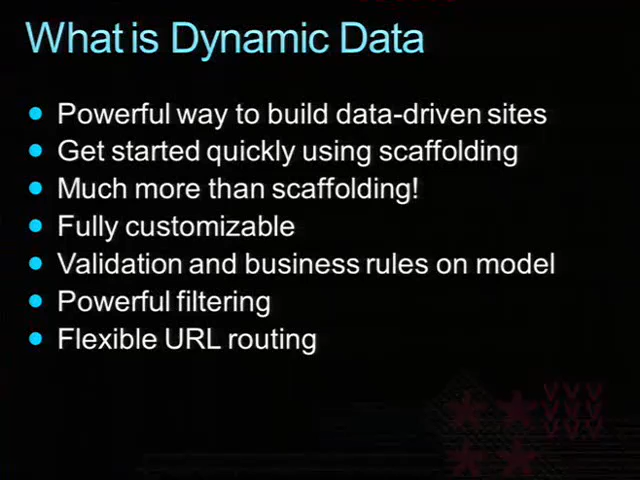 What is Dynamic Data
Powerful way to build data-driven sites
Get started quickly using scaffolding
Much more than scaffolding!
Fully customizable
Validation and business rules on model
Powerful filtering
Flexible URL routing